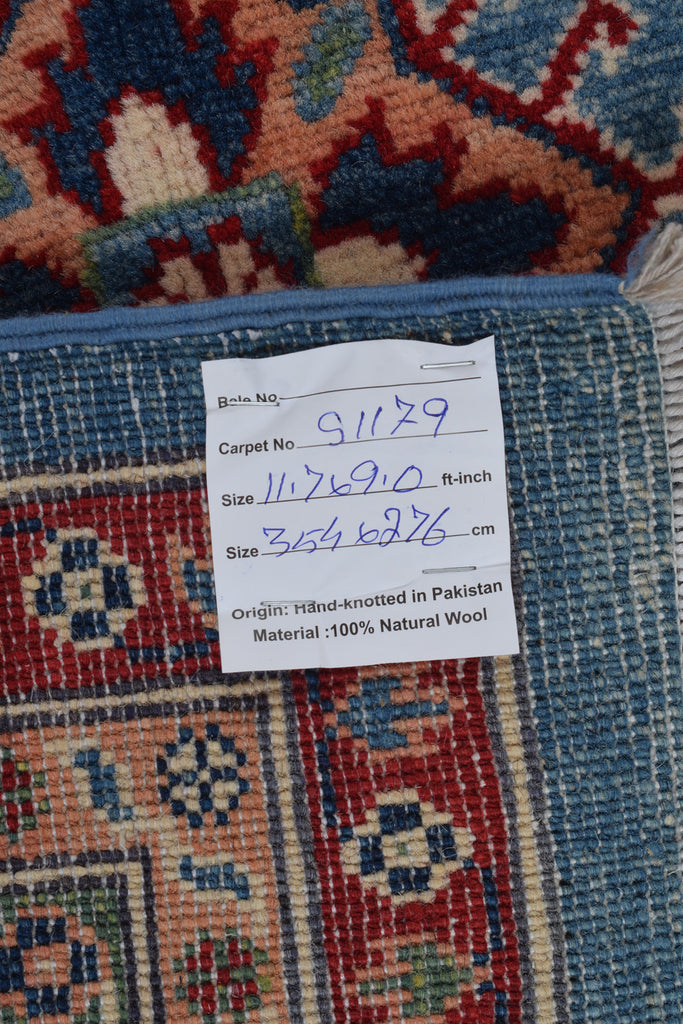 Bale No
Carpet No S1179
Size 11.7x9.0 ft-inch
Size 354x276 cm
Origin: Hand-knotted in Pakistan
Material :100% Natural Wool